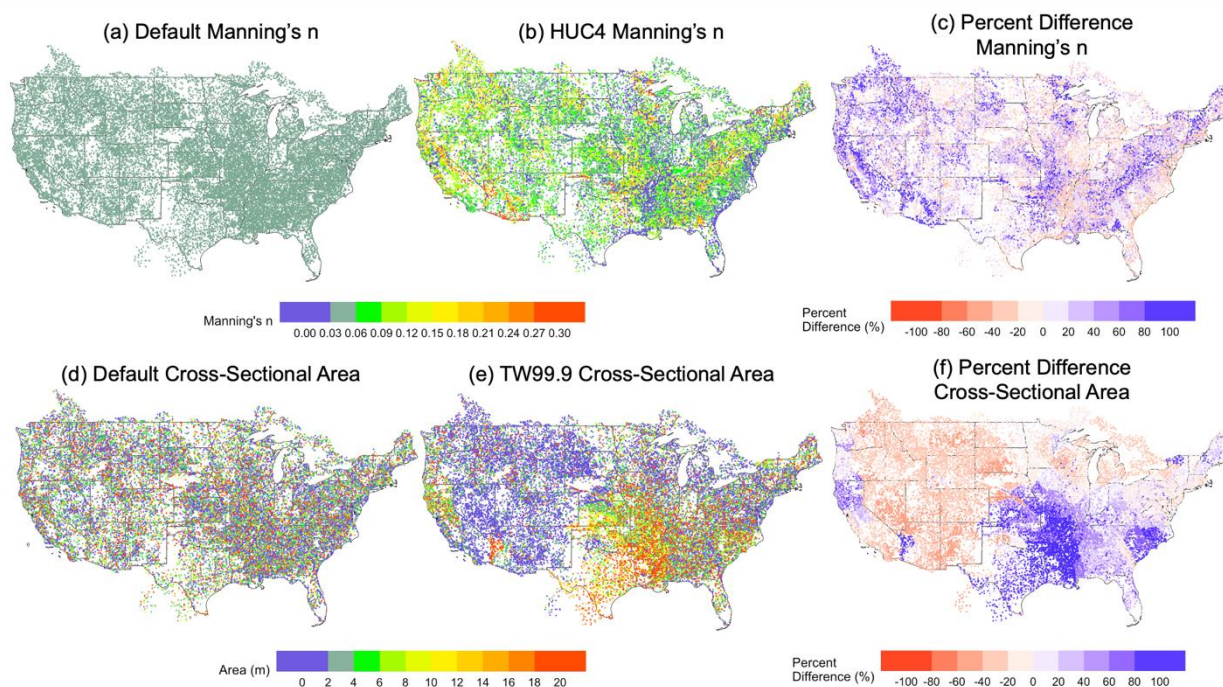 (a) Default Manning's n
(b) HUC4 Manning's n
(c) Percent Difference
Manning's n
Manning's n
0.00 0.03 0.06 0.09 0.12 0.15 0.18 0.21 0.24 0.27 0.30
Percent
Difference (%)
-100 -80 -60 -40 -20 0 20 40 60 80 100
(d) Default Cross-Sectional Area
(e) TW99.9 Cross-Sectional Area
(f) Percent Difference
Cross-Sectional Area
Area (m)
0 2 4 6 8 10 12 14 16 18 20
Percent
Difference (%)
-100 -80 -60 -40 -20 0 20 40 60 80 100